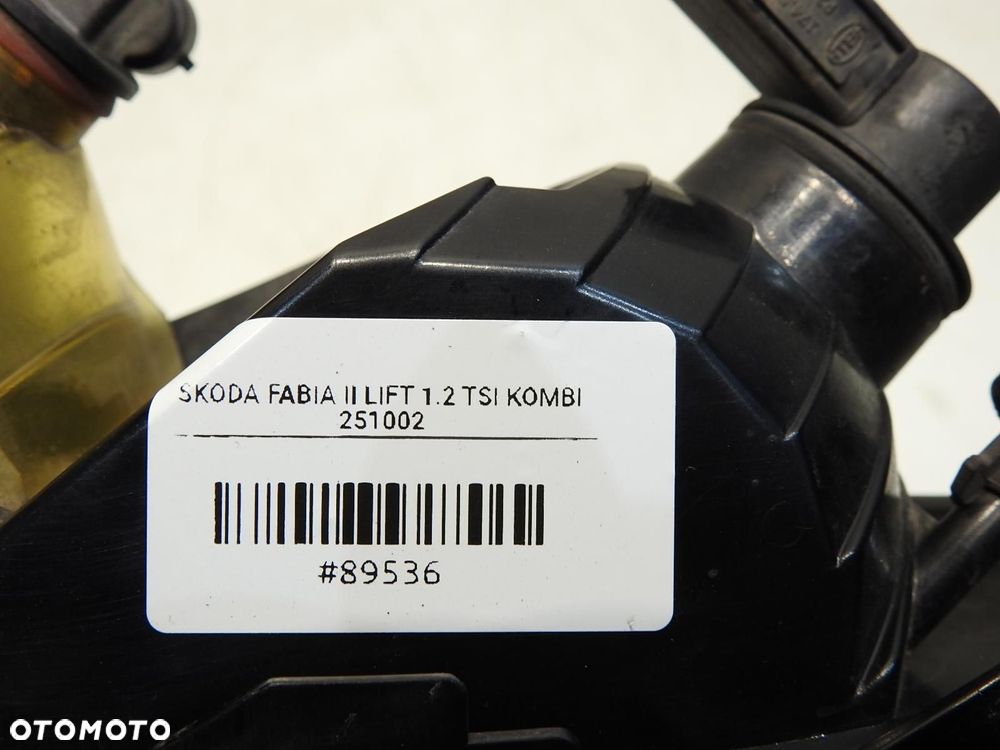 SKODA FABIA II LIFT 1.2 TSI KOMBI
251002
#89536
OTOMOTO